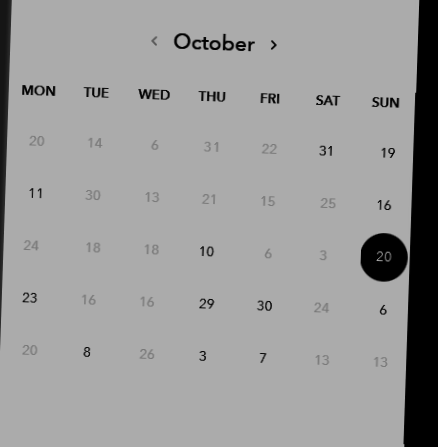 ‹ October ›
MON TUE WED THU FRI SAT SUN
20 14 6 31 22 31 19
11 30 13 21 15 25 16
24 18 18 10 6 3 20
23 16 16 29 30 24 6
20 8 26 3 7 13 13